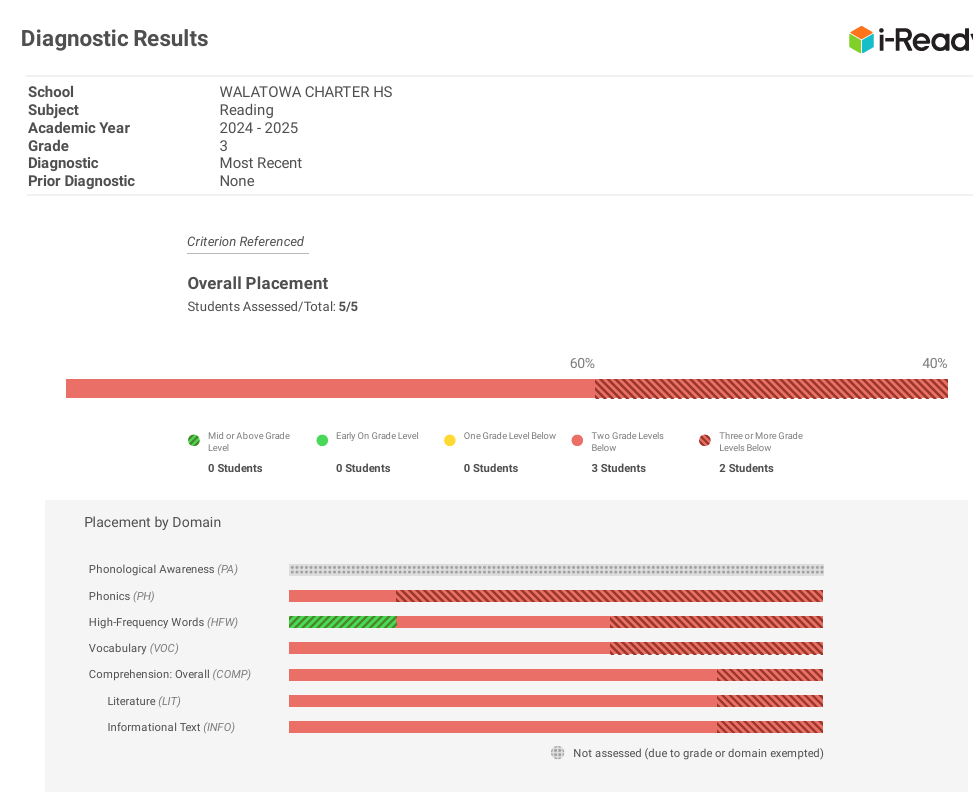 Diagnostic Results
i-Ready
School WALATOWA CHARTER HS
Subject Reading
Academic Year 2024 - 2025
Grade 3
Diagnostic Most Recent
Prior Diagnostic None
Criterion Referenced
Overall Placement
Students Assessed/Total: 5/5
60% 40%
Mid or Above Grade Level
0 Students
Early On Grade Level
0 Students
One Grade Level Below
0 Students
Two Grade Levels Below
3 Students
Three or More Grade Levels Below
2 Students
Placement by Domain
Phonological Awareness (PA)
Phonics (PH)
High-Frequency Words (HFW)
Vocabulary (VOC)
Comprehension: Overall (COMP)
Literature (LIT)
Informational Text (INFO)
Not assessed (due to grade or domain exempted)